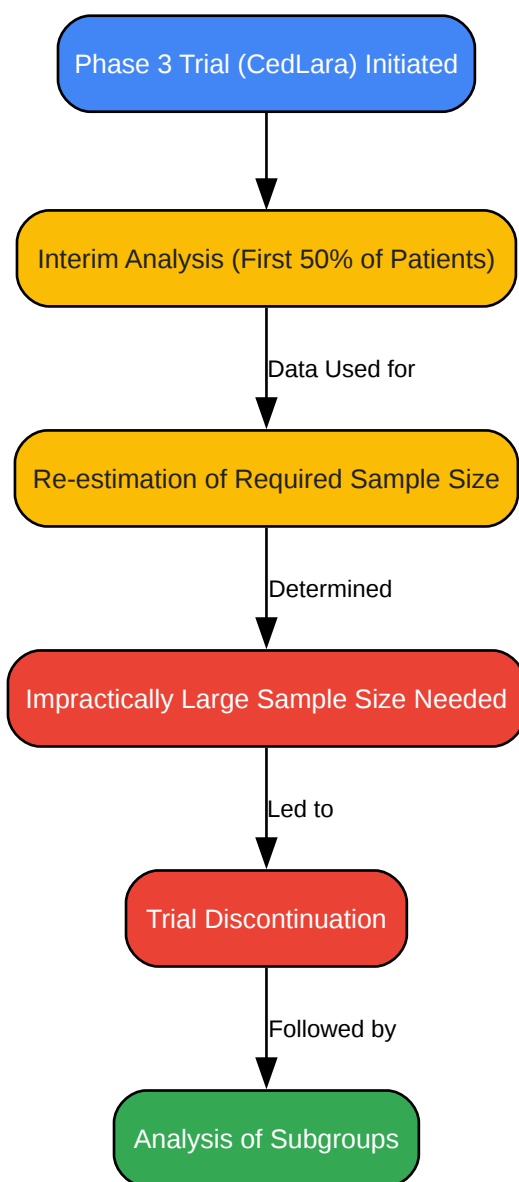 Phase 3 Trial (CedLara) Initiated
Interim Analysis (First 50% of Patients)
Data Used for
Re-estimation of Required Sample Size
Determined
Impractically Large Sample Size Needed
Led to
Trial Discontinuation
Followed by
Analysis of Subgroups